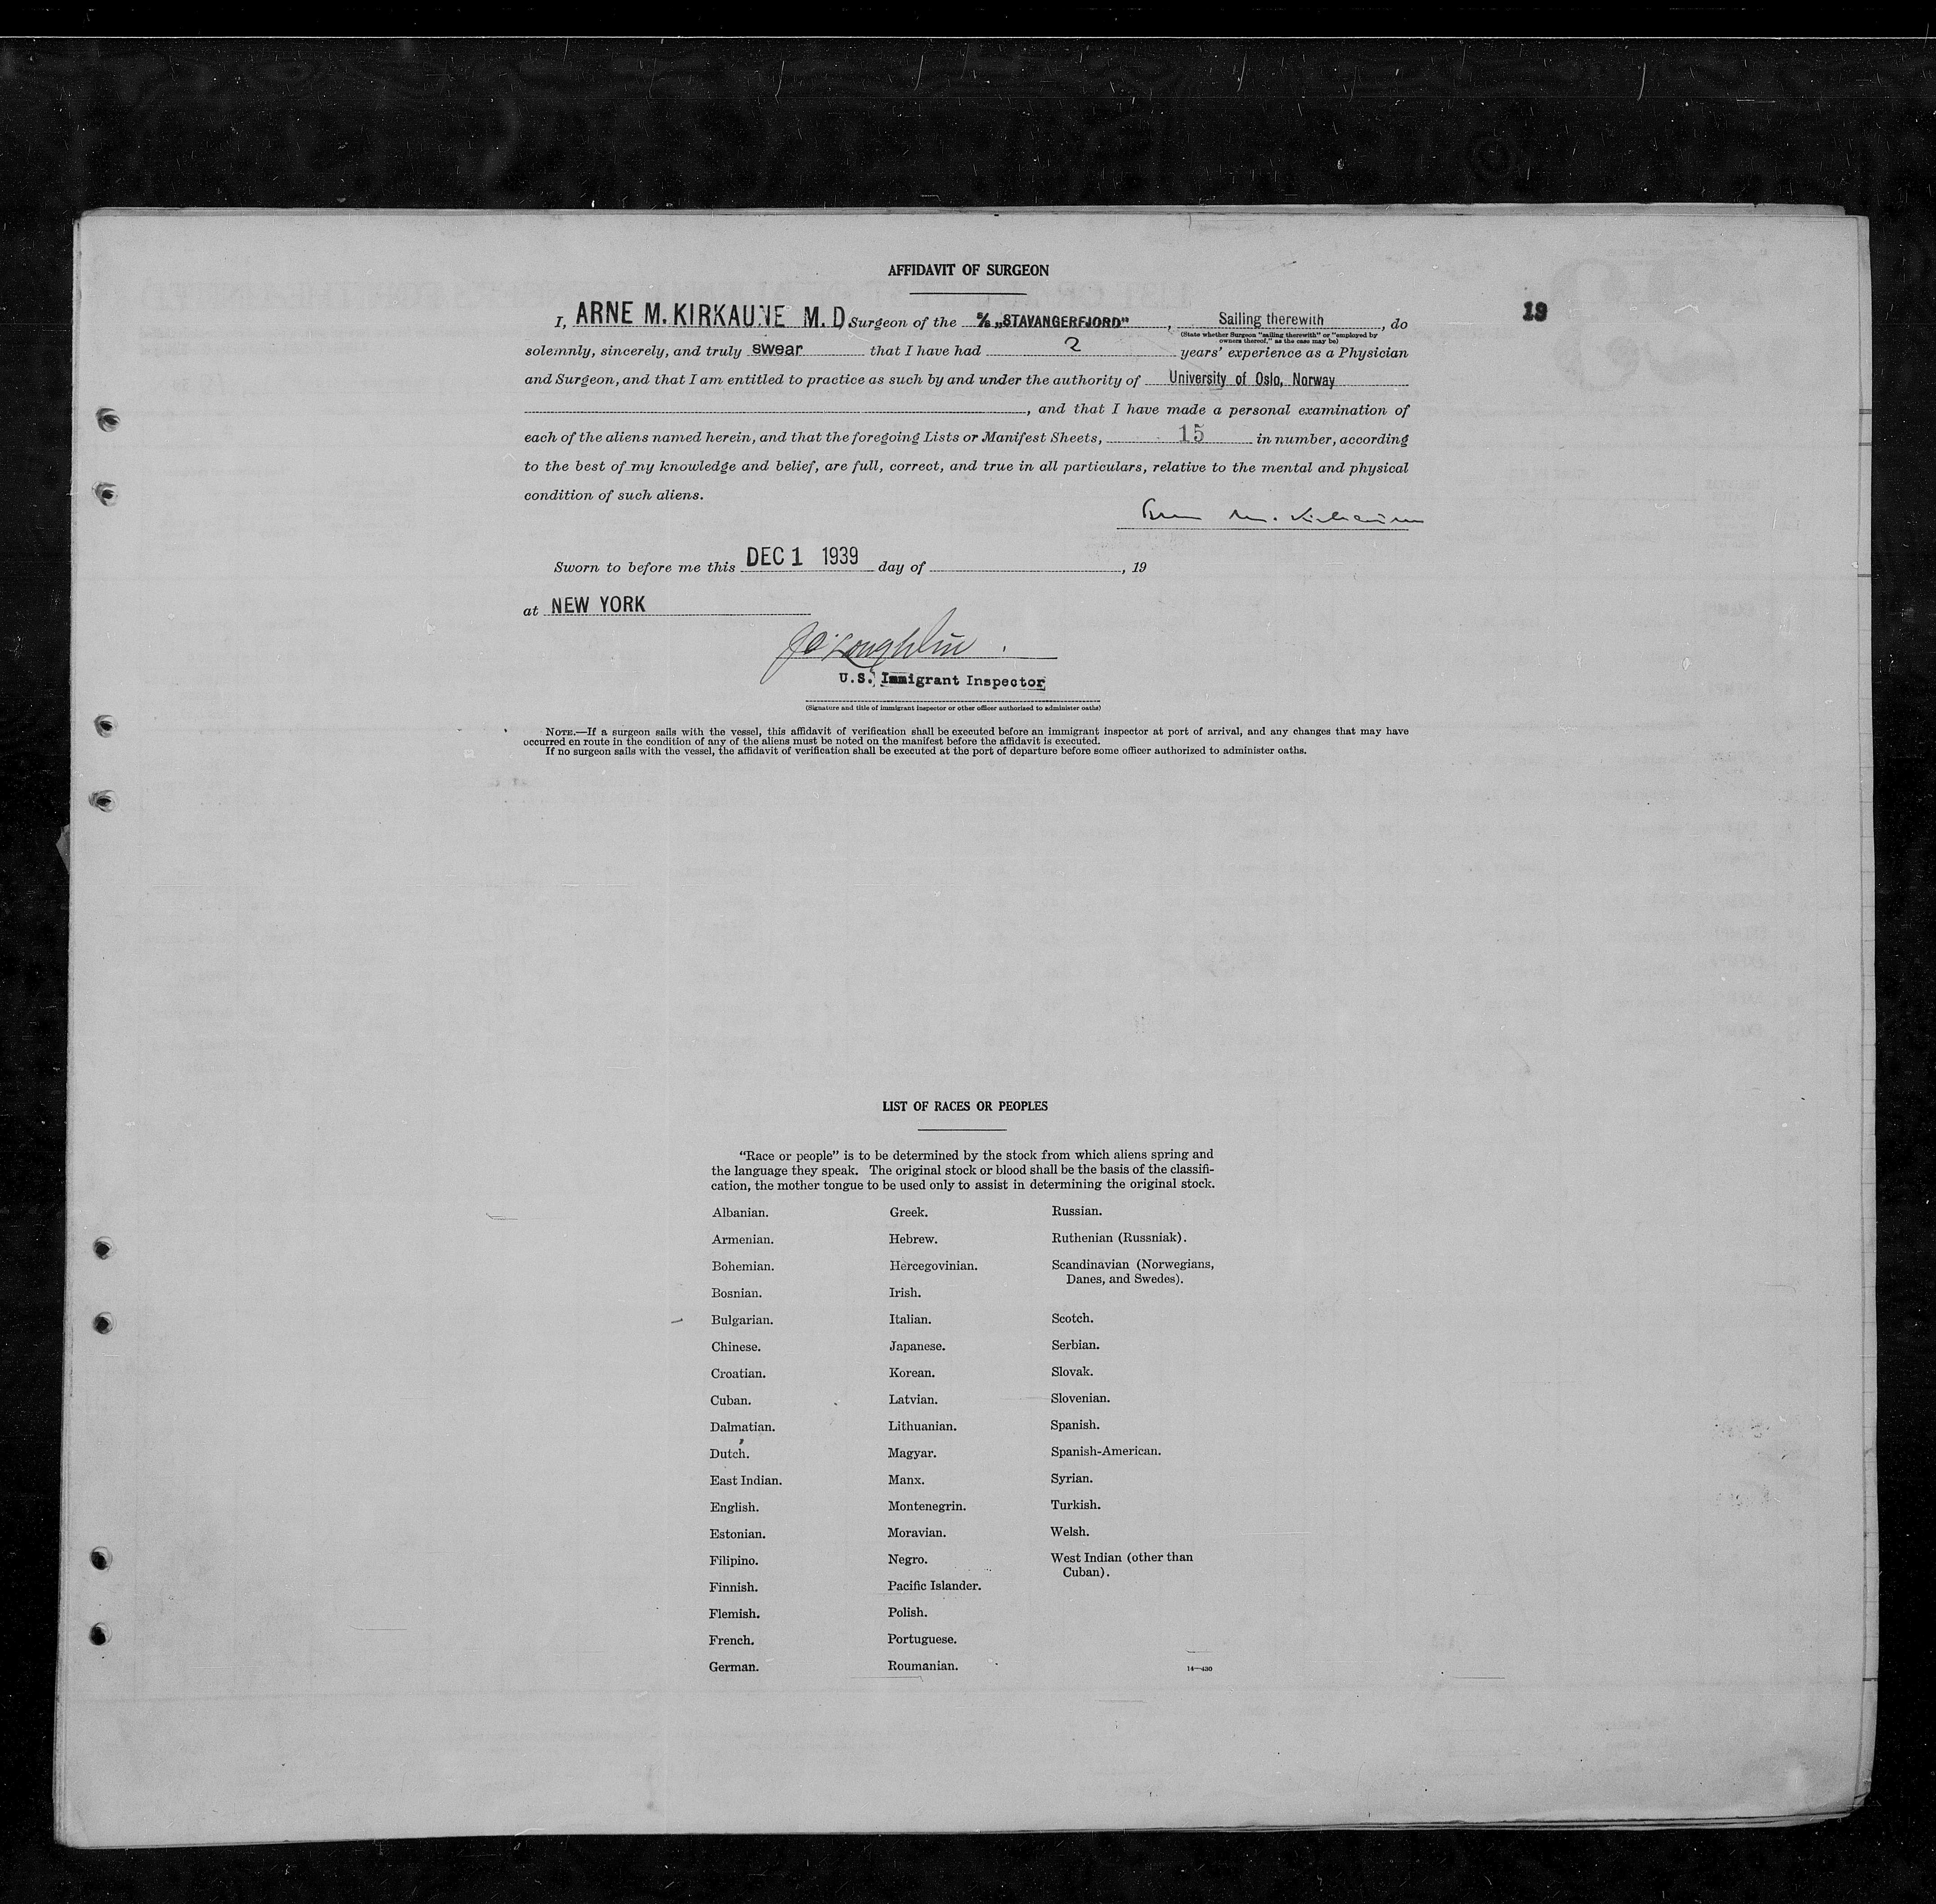 AFFIDAVIT OF SURGEON
19
I, ARNE M. KIRKAUNE M. D. Surgeon of the S/S „STAVANGERFJORD”, Sailing therewith, do
(State whether Surgeon “sailing therewith” or “employed by
owners thereof,” as the case may be)
solemnly, sincerely, and truly swear that I have had 2 years’ experience as a Physician
and Surgeon, and that I am entitled to practice as such by and under the authority of University of Oslo, Norway
, and that I have made a personal examination of
each of the aliens named herein, and that the foregoing Lists or Manifest Sheets, 15 in number, according
to the best of my knowledge and belief, are full, correct, and true in all particulars, relative to the mental and physical
condition of such aliens.
Arne M. Kirkaune
Sworn to before me this DEC 1 1939 day of , 19
at NEW YORK
J O'Loughlin
U.S. Immigrant Inspector
(Signature and title of immigrant inspector or other officer authorized to administer oaths)
NOTE.—If a surgeon sails with the vessel, this affidavit of verification shall be executed before an immigrant inspector at port of arrival, and any changes that may have
occurred en route in the condition of any of the aliens must be noted on the manifest before the affidavit is executed.
If no surgeon sails with the vessel, the affidavit of verification shall be executed at the port of departure before some officer authorized to administer oaths.
LIST OF RACES OR PEOPLES
“Race or people” is to be determined by the stock from which aliens spring and
the language they speak. The original stock or blood shall be the basis of the classifi-
cation, the mother tongue to be used only to assist in determining the original stock.
Albanian.
Armenian.
Bohemian.
Bosnian.
Bulgarian.
Chinese.
Croatian.
Cuban.
Dalmatian.
Dutch.
East Indian.
English.
Estonian.
Filipino.
Finnish.
Flemish.
French.
German.
Greek.
Hebrew.
Hercegovinian.
Irish.
Italian.
Japanese.
Korean.
Latvian.
Lithuanian.
Magyar.
Manx.
Montenegrin.
Moravian.
Negro.
Pacific Islander.
Polish.
Portuguese.
Roumanian.
Russian.
Ruthenian (Russniak).
Scandinavian (Norwegians,
Danes, and Swedes).
Scotch.
Serbian.
Slovak.
Slovenian.
Spanish.
Spanish-American.
Syrian.
Turkish.
Welsh.
West Indian (other than
Cuban).
14—430